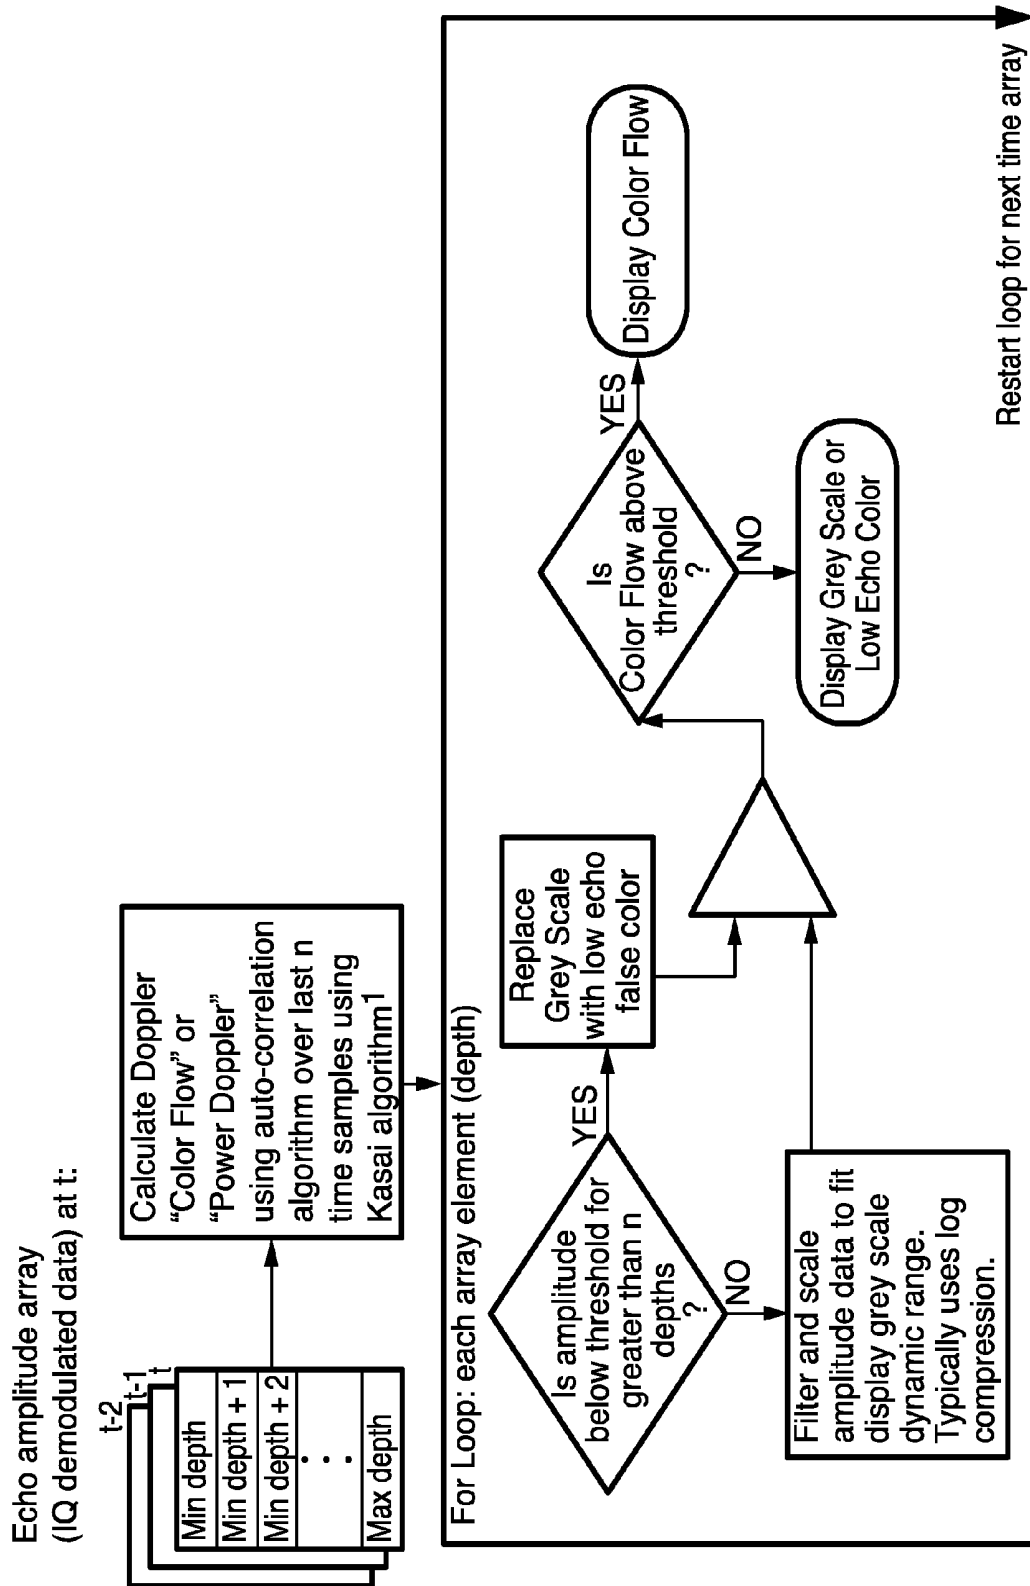 Echo amplitude array
(IQ demodulated data) at t:
t-2
t-1
t
Min depth
Min depth + 1
Min depth + 2
. . .
Max depth
Calculate Doppler
“Color Flow” or
“Power Doppler”
using auto-correlation
algorithm over last n
time samples using
Kasai algorithm1
For Loop: each array element (depth)
Is amplitude
below threshold for
greater than n
depths
?
YES
NO
Replace
Grey Scale
with low echo
false color
Filter and scale
amplitude data to fit
display grey scale
dynamic range.
Typically uses log
compression.
Is
Color Flow above
threshold
?
YES
NO
Display Color Flow
Display Grey Scale or
Low Echo Color
Restart loop for next time array